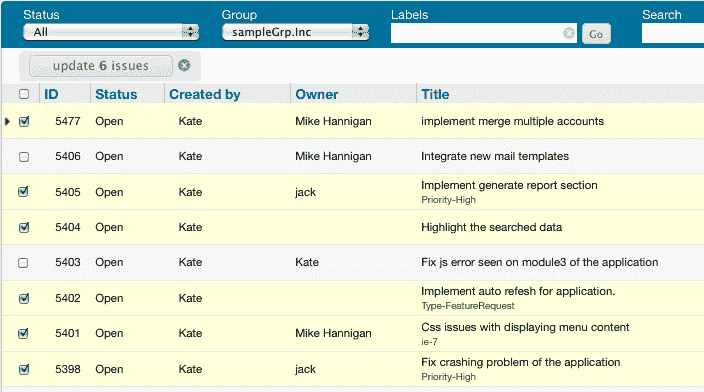 Status Group Labels Search
All sampleGrp.Inc Go
update 6 issues
ID Status Created by Owner Title
5477 Open Kate Mike Hannigan implement merge multiple accounts
5406 Open Kate Mike Hannigan Integrate new mail templates
5405 Open Kate jack Implement generate report section
Priority-High
5404 Open Kate Highlight the searched data
5403 Open Kate Kate Fix js error seen on module3 of the application
5402 Open Kate Implement auto refesh for application.
Type-FeatureRequest
5401 Open Kate Mike Hannigan Css issues with displaying menu content
ie-7
5398 Open Kate jack Fix crashing problem of the application
Priority-High